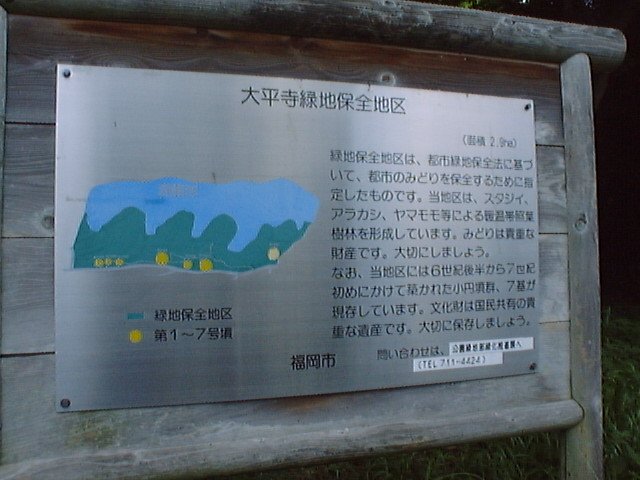 大平寺緑地保全地区
(面積 2.9ha)
緑地保全地区は、都市緑地保全法に基づ
いて、都市のみどりを保全するために指
定したものです。当地区は、スタジイ、
アラカシ、ヤマモモ等による暖温帯照葉
樹林を形成しています。みどりは貴重な
財産です。大切にしましょう。
なお、当地区には6世紀後半から7世紀
初めにかけて築かれた小円墳群、7基が
現存しています。文化財は国民共有の貴
重な遺産です。大切に保存しましょう。
緑地保全地区
第1～7号墳
福岡市
問い合わせは、
(TEL 711-4424)